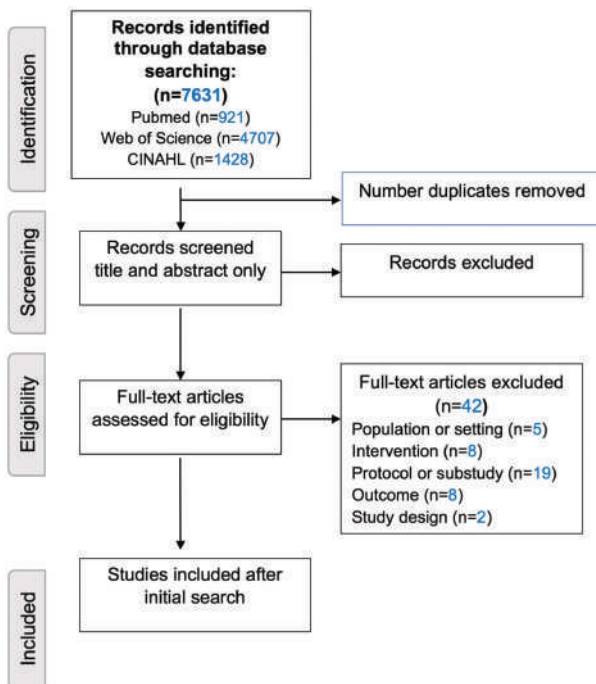 Identification
Records identified
through database
searching:
(n=7631)
Pubmed (n=921)
Web of Science (n=4707)
CINAHL (n=1428)
Number duplicates removed
Screening
Records screened
title and abstract only
Records excluded
Eligibility
Full-text articles
assessed for eligibility
Full-text articles excluded
(n=42)
Population or setting (n=5)
Intervention (n=8)
Protocol or substudy (n=19)
Outcome (n=8)
Study design (n=2)
Included
Studies included after
initial search